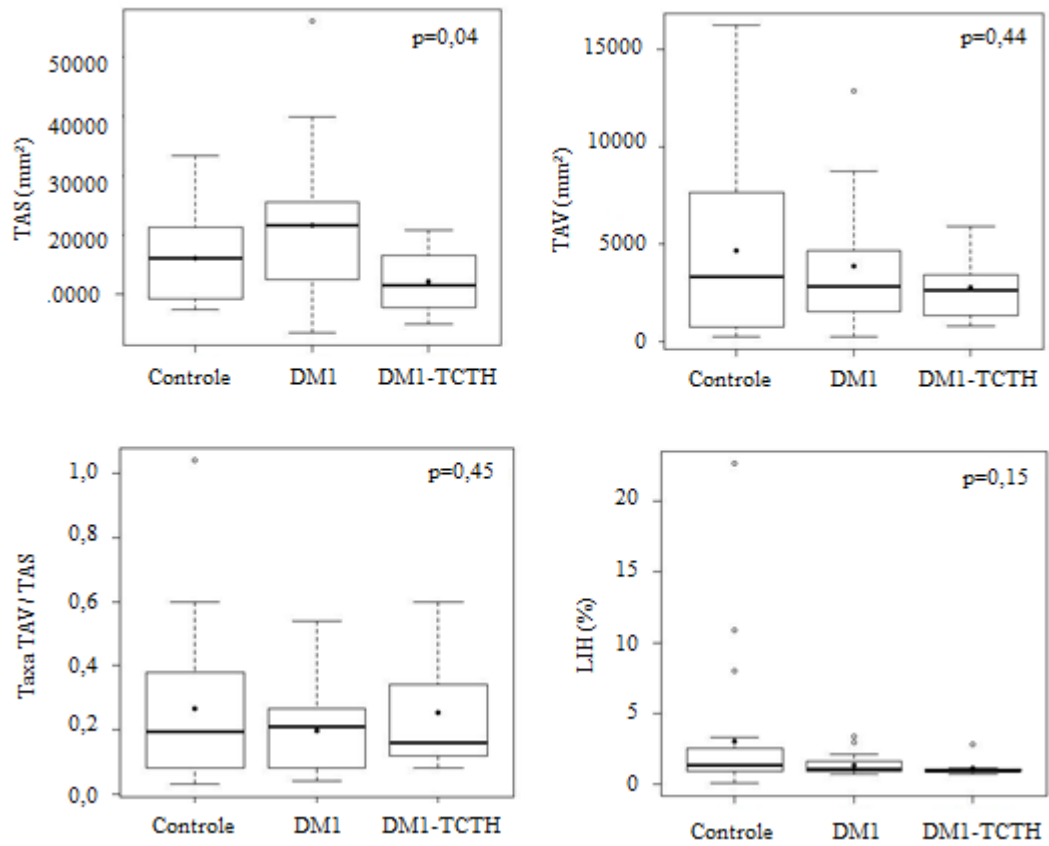 p=0,04
50000
40000
30000
20000
.0000
TAS (mm²)
Controle DM1 DM1-TCTH
p=0,44
15000
10000
5000
0
TAV (mm²)
Controle DM1 DM1-TCTH
p=0,45
1,0
0,8
0,6
0,4
0,2
0,0
Taxa TAV / TAS
Controle DM1 DM1-TCTH
p=0,15
20
15
10
5
0
LIH (%)
Controle DM1 DM1-TCTH